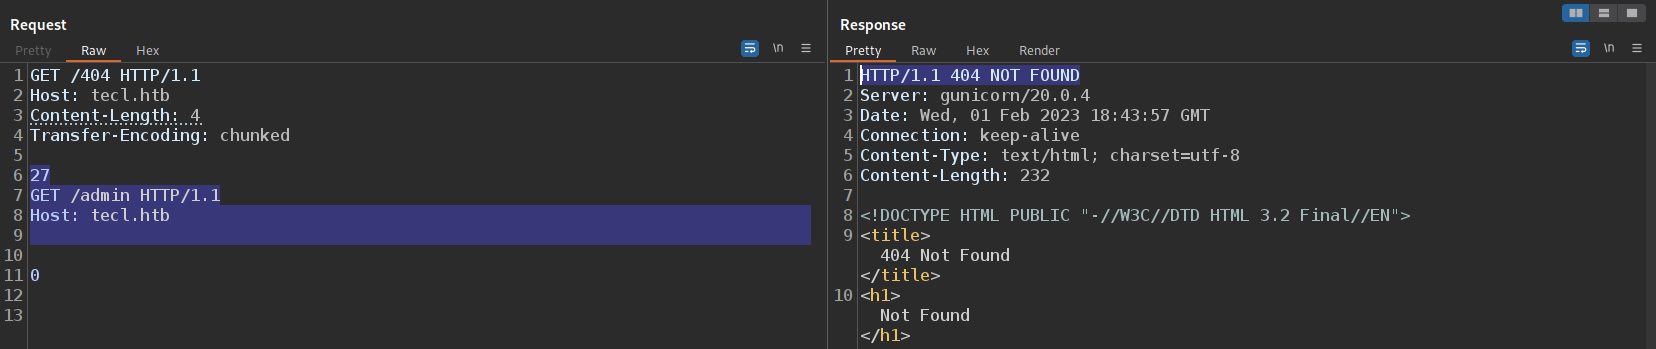 Request
Pretty Raw Hex \n
1 GET /404 HTTP/1.1
2 Host: tecl.htb
3 Content-Length: 4
4 Transfer-Encoding: chunked
5
6 27
7 GET /admin HTTP/1.1
8 Host: tecl.htb
9
10
11 0
12
13
Response
Pretty Raw Hex Render \n
1 HTTP/1.1 404 NOT FOUND
2 Server: gunicorn/20.0.4
3 Date: Wed, 01 Feb 2023 18:43:57 GMT
4 Connection: keep-alive
5 Content-Type: text/html; charset=utf-8
6 Content-Length: 232
7
8 <!DOCTYPE HTML PUBLIC "-//W3C//DTD HTML 3.2 Final//EN">
9 <title>
404 Not Found
</title>
10 <h1>
Not Found
</h1>